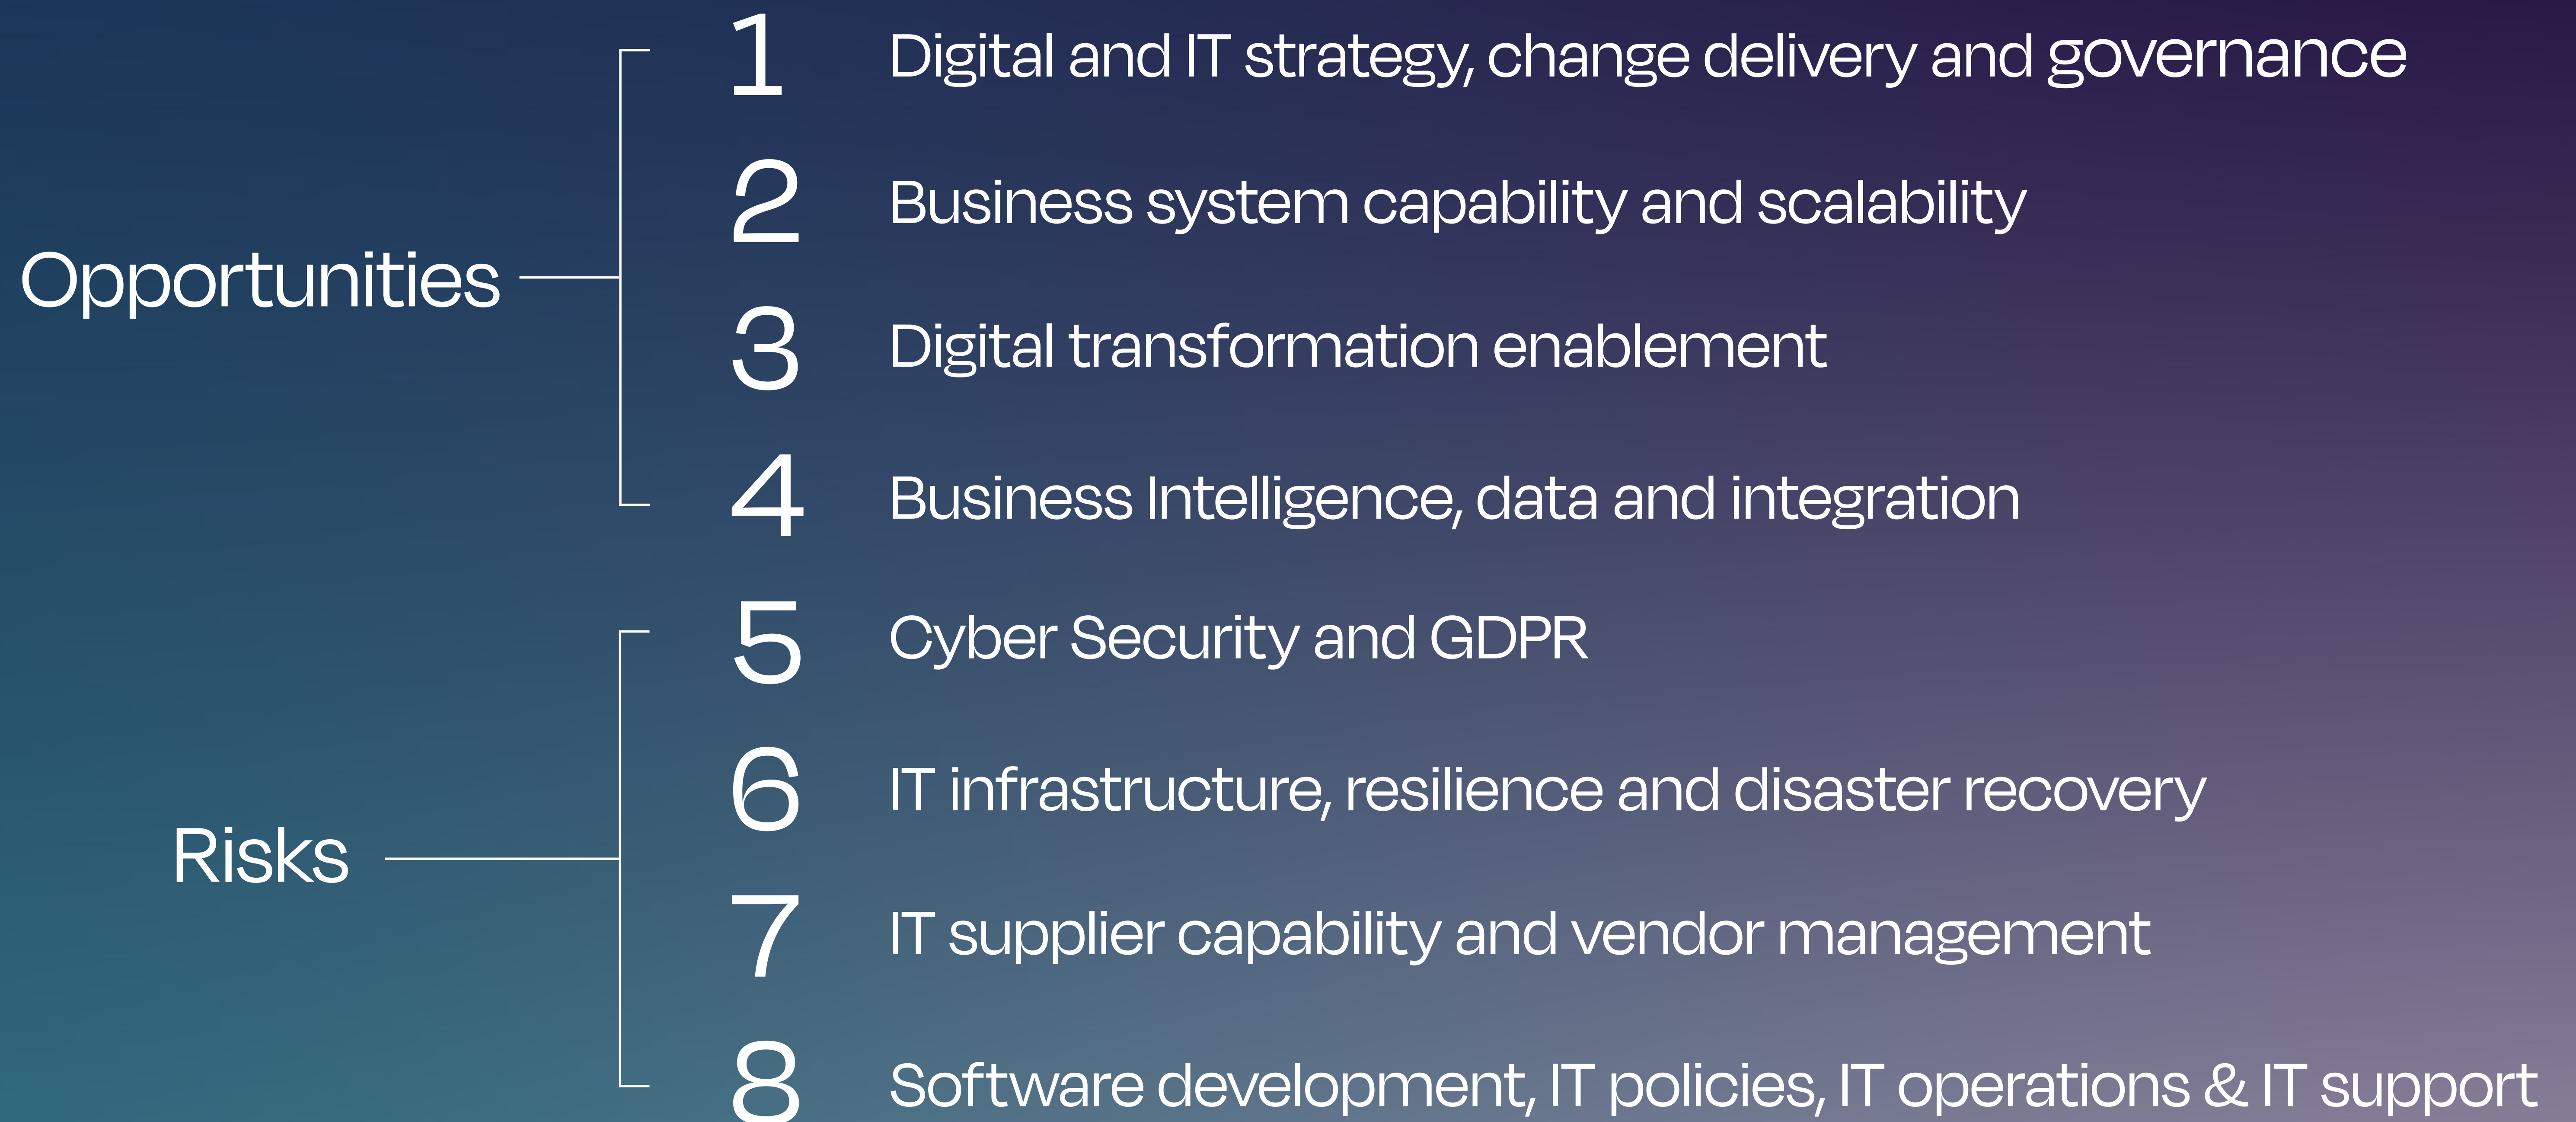 Opportunities
1 Digital and IT strategy, change delivery and governance
2 Business system capability and scalability
3 Digital transformation enablement
4 Business Intelligence, data and integration
Risks
5 Cyber Security and GDPR
6 IT infrastructure, resilience and disaster recovery
7 IT supplier capability and vendor management
8 Software development, IT policies, IT operations & IT support